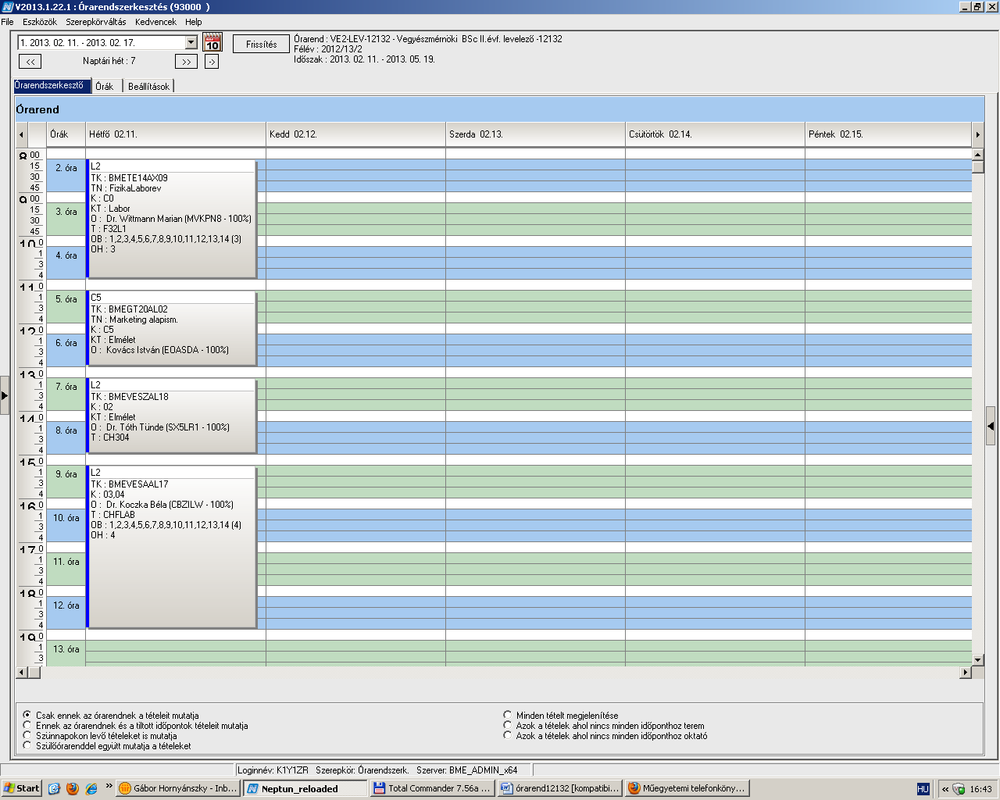 V2013.1.22.1 : Órarendszerkesztés (93000 )
File Eszközök Szerepkörváltás Kedvencek Help
1. 2013. 02. 11. - 2013. 02. 17.
10
Frissítés
Órarend : VE2-LEV-12132 - Vegyészmérnöki BSc II.évf. levelező -12132
Félév : 2012/13/2
Időszak : 2013. 02. 11. - 2013. 05. 19.
<< Naptári hét : 7 >> ->
Órarendszerkesztő Órák Beállítások
Órarend
Órák Hétfő 02.11. Kedd 02.12. Szerda 02.13. Csütörtök 02.14. Péntek 02.15.
8 00
15
30
45
2. óra
9 00
15
30
45
3. óra
10 0
1
3
4
4. óra
L2
TK : BMETE14AX09
TN : FizikaLaborev
K : C0
KT : Labor
O : Dr. Wittmann Marian (MVKPN8 - 100%)
T : F32L1
OB : 1,2,3,4,5,6,7,8,9,10,11,12,13,14 (3)
OH : 3
11 0
1
3
4
5. óra
12 0
1
3
4
6. óra
C5
TK : BMEGT20AL02
TN : Marketing alapism.
K : C5
KT : Elmélet
O : Kovács István (EOASDA - 100%)
13 0
1
3
4
7. óra
14 0
1
3
4
8. óra
L2
TK : BMEVESZAL18
K : 02
KT : Elmélet
O : Dr. Tóth Tünde (SX5LR1 - 100%)
T : CH304
15 0
1
3
4
9. óra
16 0
1
3
4
10. óra
17 0
1
3
4
11. óra
18 0
1
3
4
12. óra
L2
TK : BMEVESAAL17
K : 03,04
O : Dr. Koczka Béla (CBZILW - 100%)
T : CHFLAB
OB : 1,2,3,4,5,6,7,8,9,10,11,12,13,14 (4)
OH : 4
19 0
1
3
13. óra
Csak ennek az órarendnek a tételeit mutatja
Ennek az órarendnek és a tiltott időpontok tételeit mutatja
Szünnapokon levő tételeket is mutatja
Szülőórarenddel együtt mutatja a tételeket
Minden tételt megjelenítése
Azok a tételek ahol nincs minden időponthoz terem
Azok a tételek ahol nincs minden időponthoz oktató
Loginnév: K1Y1ZR Szerepkör: Órarendszerk. Szerver: BME_ADMIN_x64
Start » Gábor Hornyánszky - Inb... Neptun_reloaded Total Commander 7.56a ... órarend12132 [kompatibi... Műegyetemi telefonköny... HU « 16:43